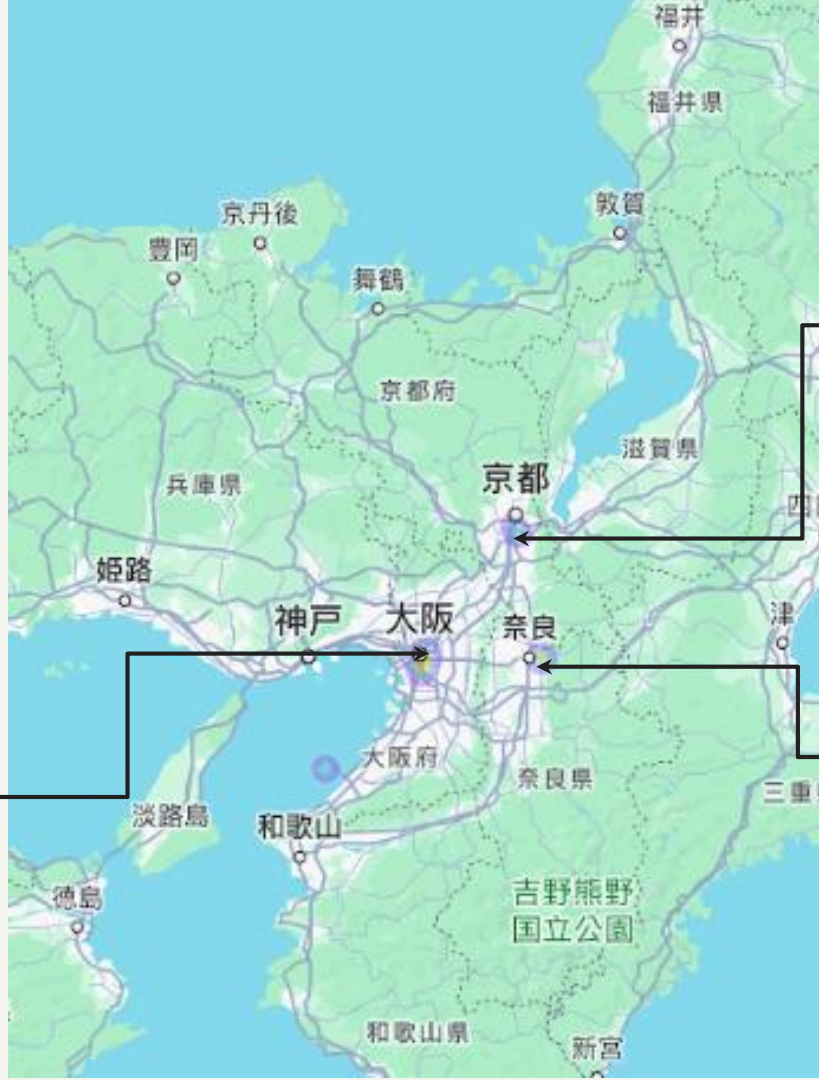 福井
福井県
敦賀
京丹後
豊岡
舞鶴
京都府
滋賀県
京都
兵庫県
姫路
神戸
大阪
奈良
津
大阪府
奈良県
淡路島
和歌山
徳島
吉野熊野
国立公園
和歌山県
新宮
三重